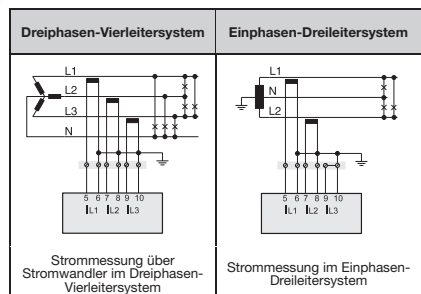 Dreiphasen-Vierleitersystem
Einphasen-Dreileitersystem
L1
L2
L3
N
5 6 7 8 9 10
I L1 I L2 I L3
L1
N
L2
5 6 7 8 9 10
I L1 I L2 I L3
Strommessung über
Stromwandler im Dreiphasen-
Vierleitersystem
Strommessung im Einphasen-
Dreileitersystem